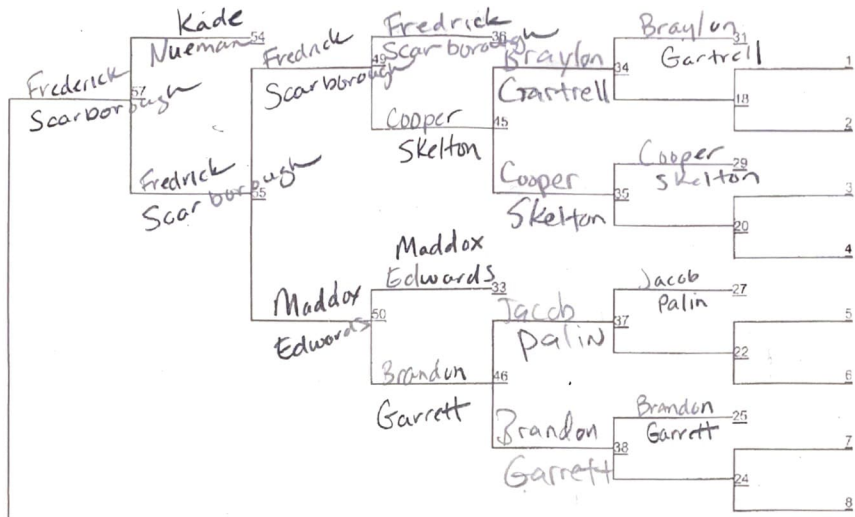 Kade
Nueman 54
Frederick
57
Scarborough
Fredrick
Scarborough
55
Fredrick
49
Scarborough
Maddox
50
Edwards
Fredrick
36
Scarborough
Cooper
45
Skelton
Maddox
Edwards
33
Brandon
46
Garrett
Braylon
34
Gartrell
Cooper
35
Skelton
Jacob
37
Palin
Brandon
38
Garrett
Braylon
31
Gartrell
18
Cooper
29
Skelton
20
Jacob
27
Palin
22
Brandon
25
Garrett
24
1
2
3
4
5
6
7
8